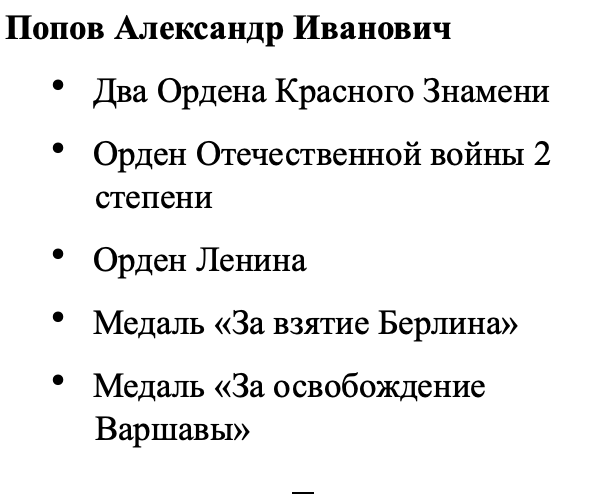 Попов Александр Иванович
• Два Ордена Красного Знамени
• Орден Отечественной войны 2
степени
• Орден Ленина
• Медаль «За взятие Берлина»
• Медаль «За освобождение
Варшавы»